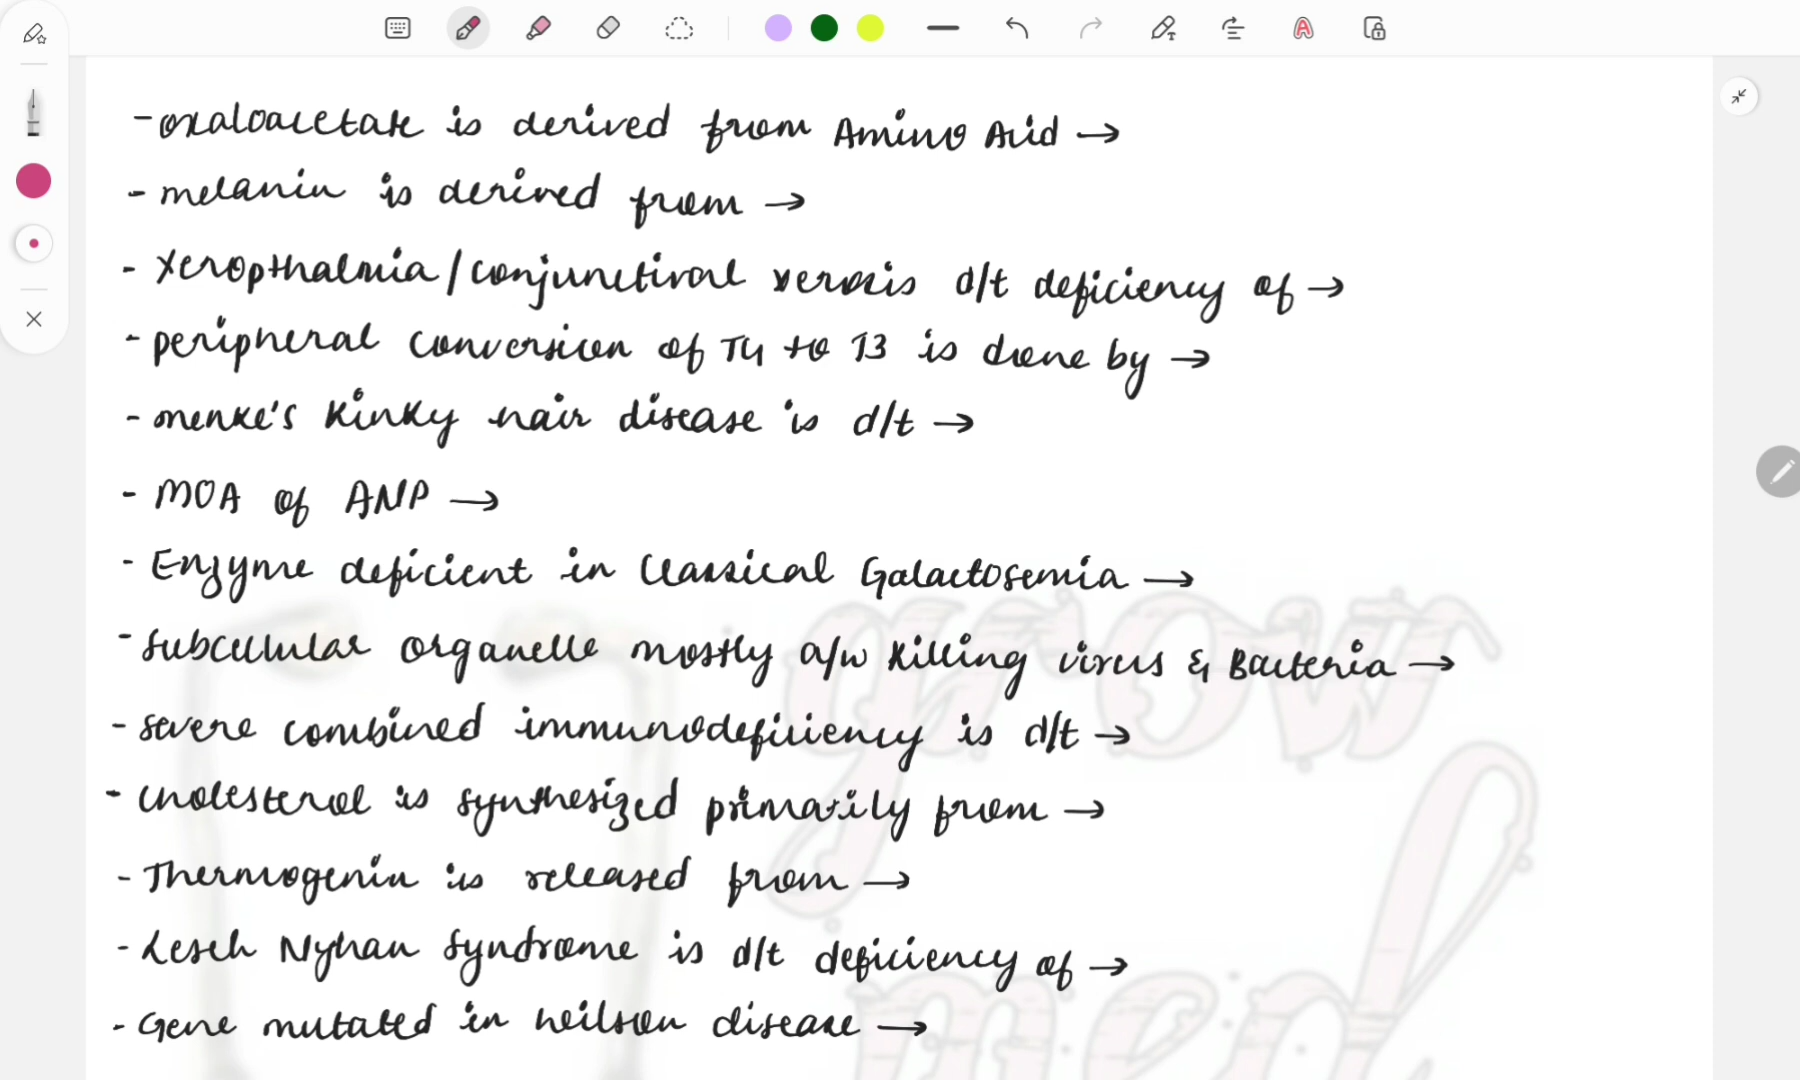 - oxaloacetate is derived from Amino Acid →
- melanin is derived from →
- Xeropthalmia/conjunctival xerosis d/t deficiency of →
- peripheral conversion of T4 to T3 is done by →
- menke's Kinky hair disease is d/t →
- MOA of ANP →
- Enzyme deficient in Classical Galactosemia →
- subcellular organelle mostly a/w killing virus & Bacteria →
- severe combined immunodeficiency is d/t →
- cholesterol is synthesized primarily from →
- Thermogenin is released from →
- Lesch Nyhan syndrome is d/t deficiency of →
- Gene mutated in disease →
grow
med